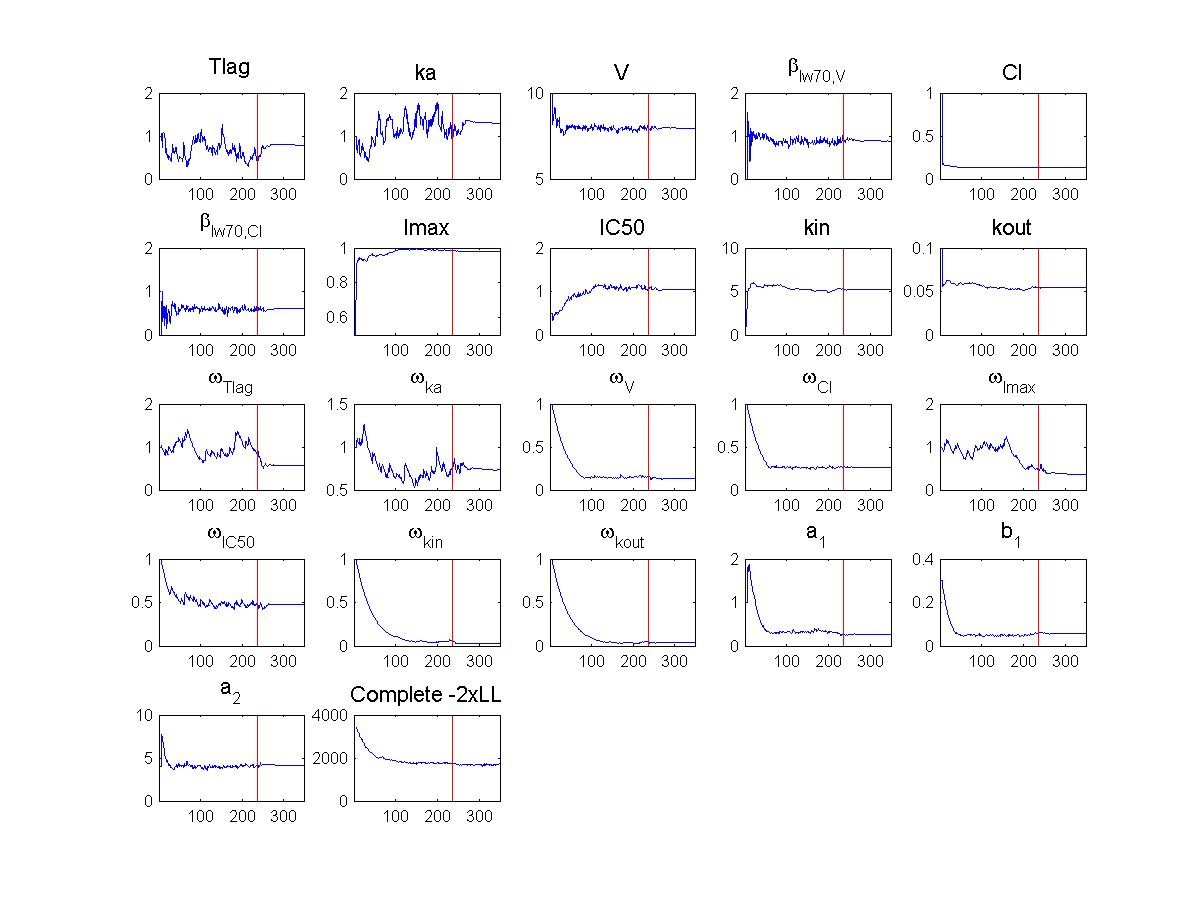 Tlag ka V β_lw70,V Cl
2 2 10 2 1
1 1 0.5
1 1
0 0 5 0 0
100 200 300 100 200 300 100 200 300 100 200 300 100 200 300
β_lw70,Cl Imax IC50 kin kout
2 1 2 10 0.1
1 0.8 1 5 0.05
0.6
0 0 0 0
100 200 300 100 200 300 100 200 300 100 200 300 100 200 300
ω_Tlag ω_ka ω_V ω_Cl ω_Imax
2 1.5 1 1 2
1 1 0.5 0.5 1
0 0.5 0 0 0
100 200 300 100 200 300 100 200 300 100 200 300 100 200 300
ω_IC50 ω_kin ω_kout a_1 b_1
1 1 1 2 0.4
0.5 0.5 0.5 1 0.2
0 0 0 0 0
100 200 300 100 200 300 100 200 300 100 200 300 100 200 300
a_2 Complete -2xLL
10 4000
5 2000
0 0
100 200 300 100 200 300